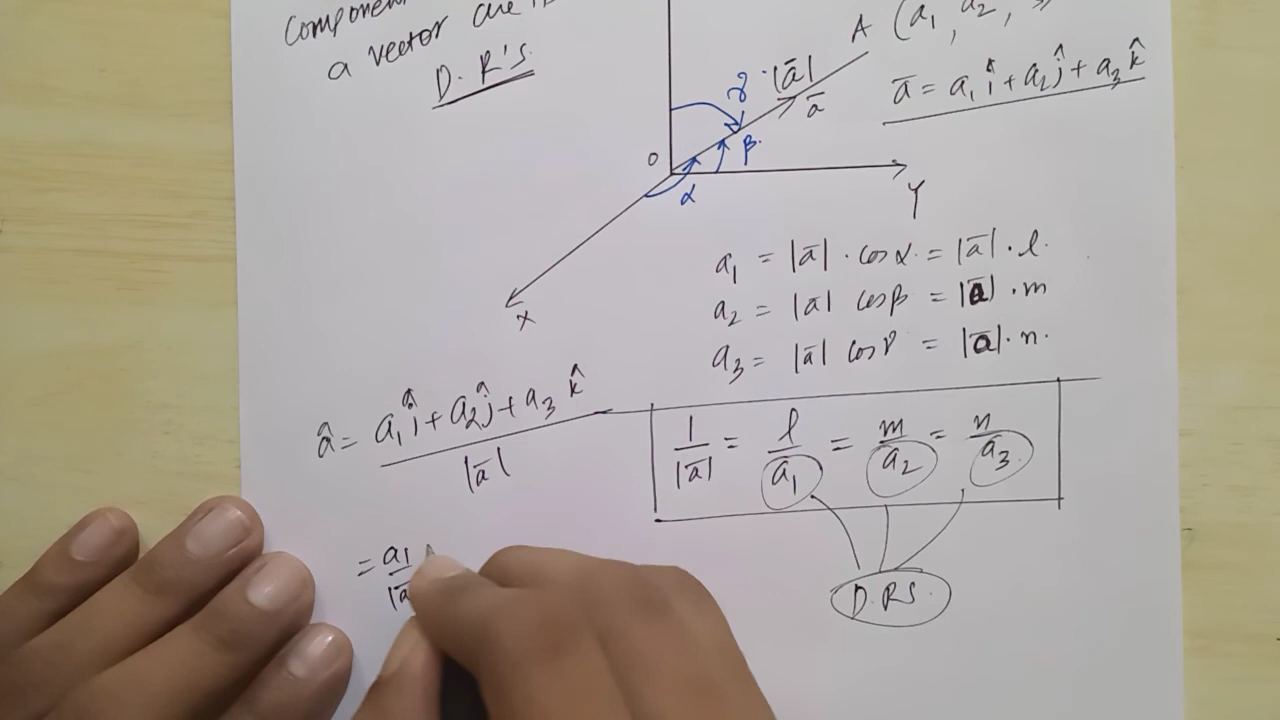 a vector are
D. R's.
A (a₁, a₂,
|a̅|
a̅
a̅ = a₁ î + a₂ ĵ + a₃ k̂
γ
β
α
O
Y
X
a₁ = |a̅| · cos α = |a̅| · l.
a₂ = |a̅| cos β = |a̅| · m
a₃ = |a̅| cos γ = |a̅| · n.
â = a₁ î + a₂ ĵ + a₃ k̂ / |a̅|
1/|a̅| = l/a₁ = m/a₂ = n/a₃
= a₁
D.RS.